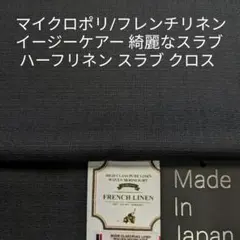 マイクロポリ/フレンチリネン
イージーケアー 綺麗なスラブ
ハーフリネン スラブ クロス
FRENCH LINEN
Made
In
Japan